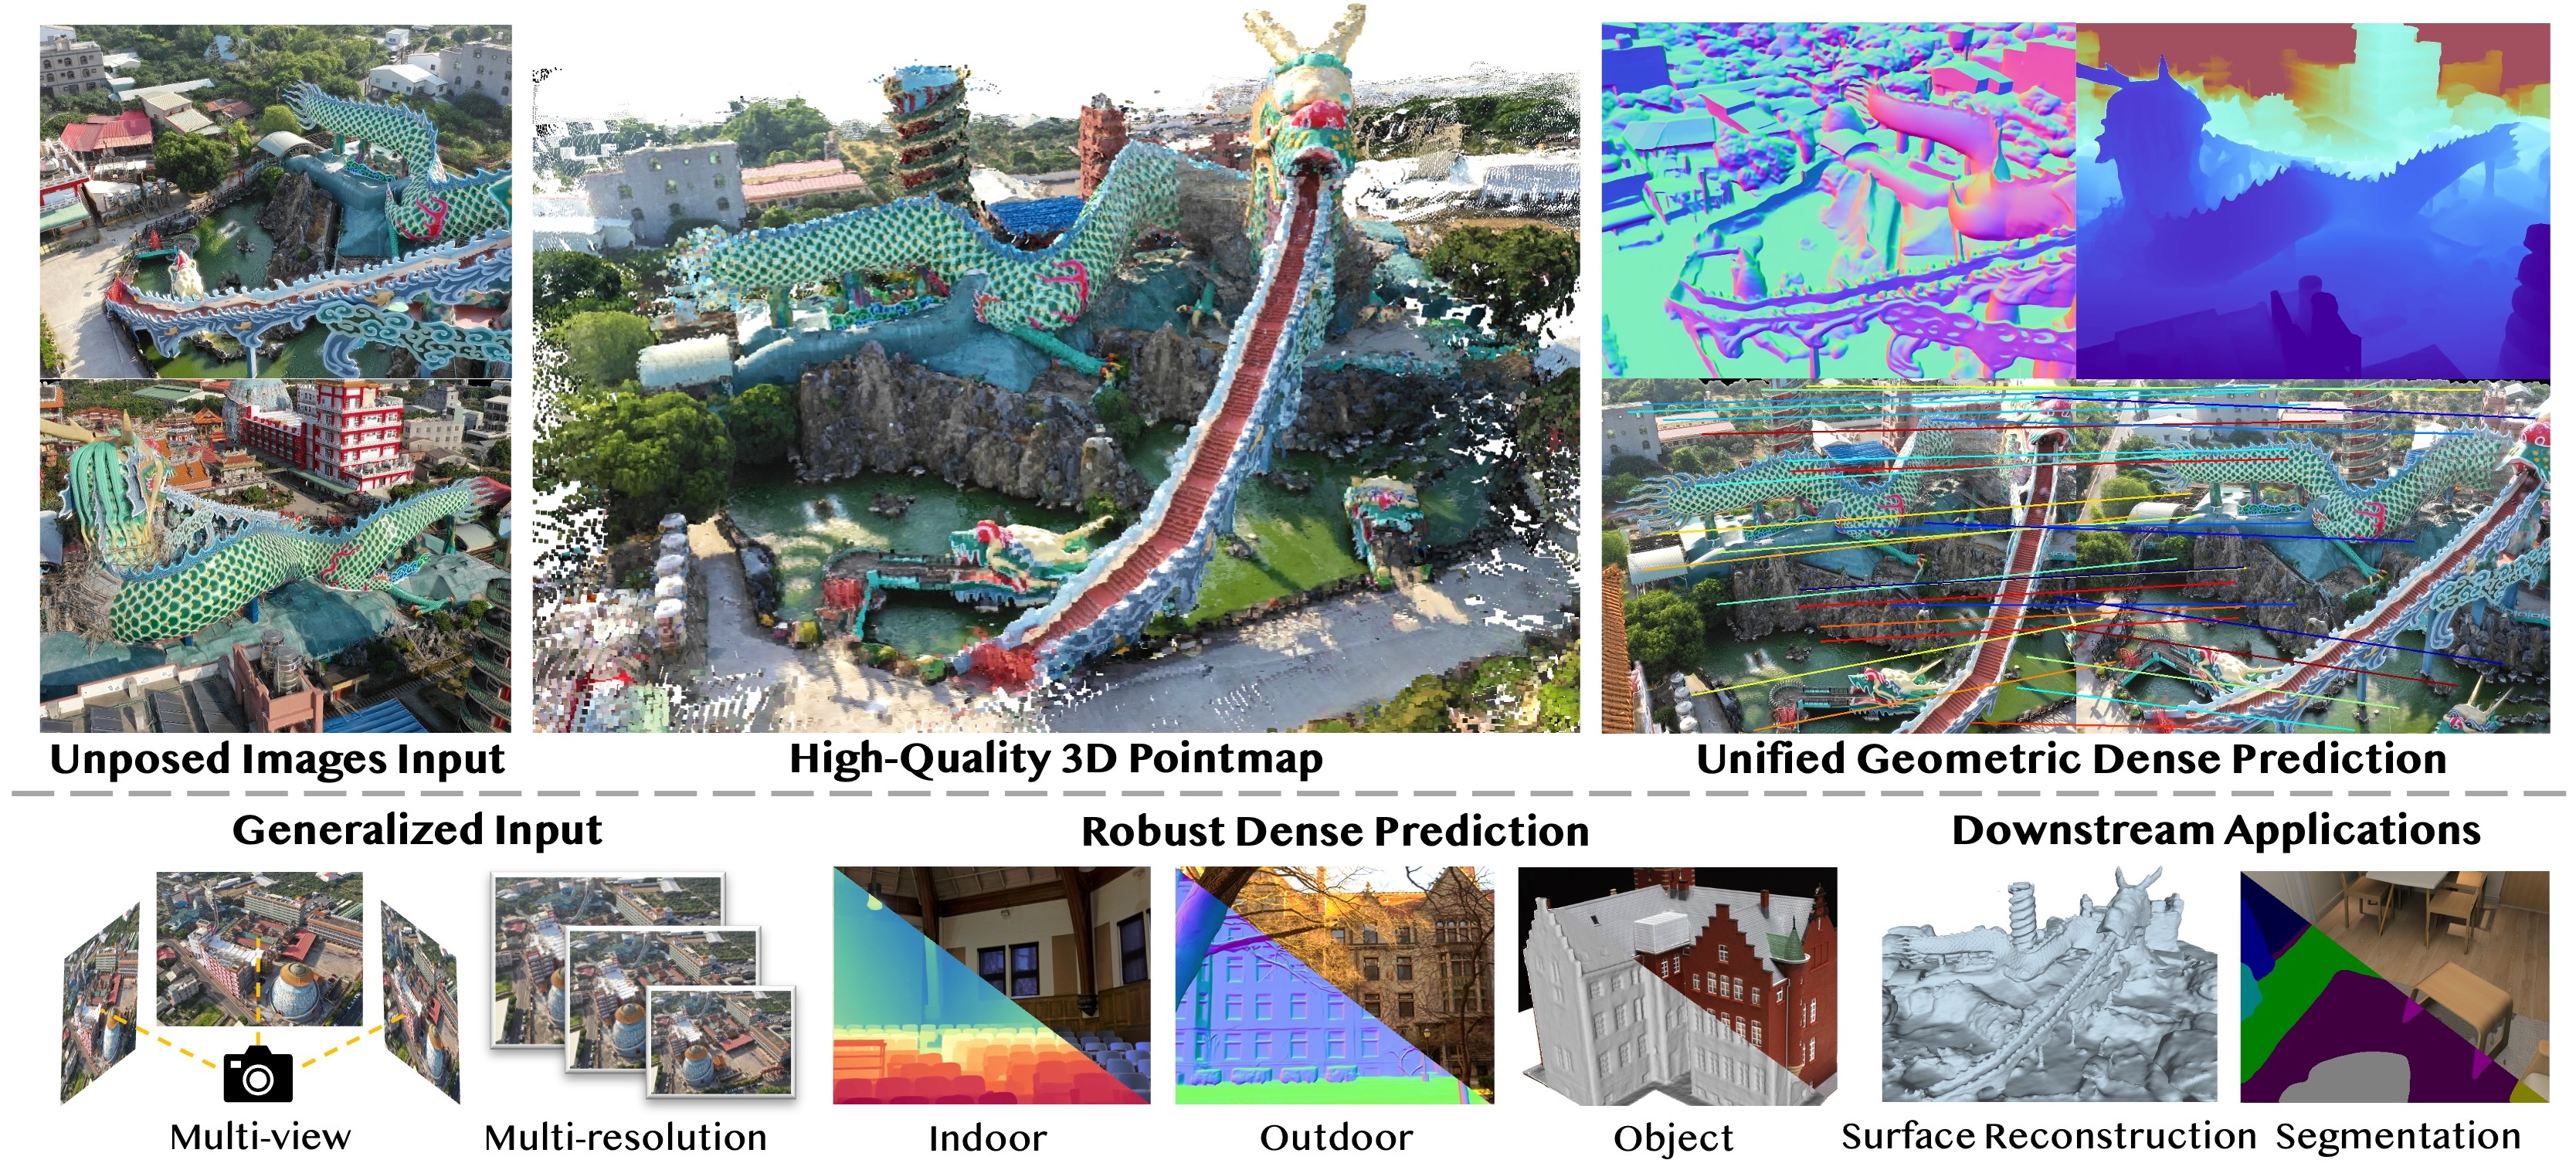 Unposed Images Input
High-Quality 3D Pointmap
Unified Geometric Dense Prediction
Generalized Input
Robust Dense Prediction
Downstream Applications
Multi-view
Multi-resolution
Indoor
Outdoor
Object
Surface Reconstruction
Segmentation